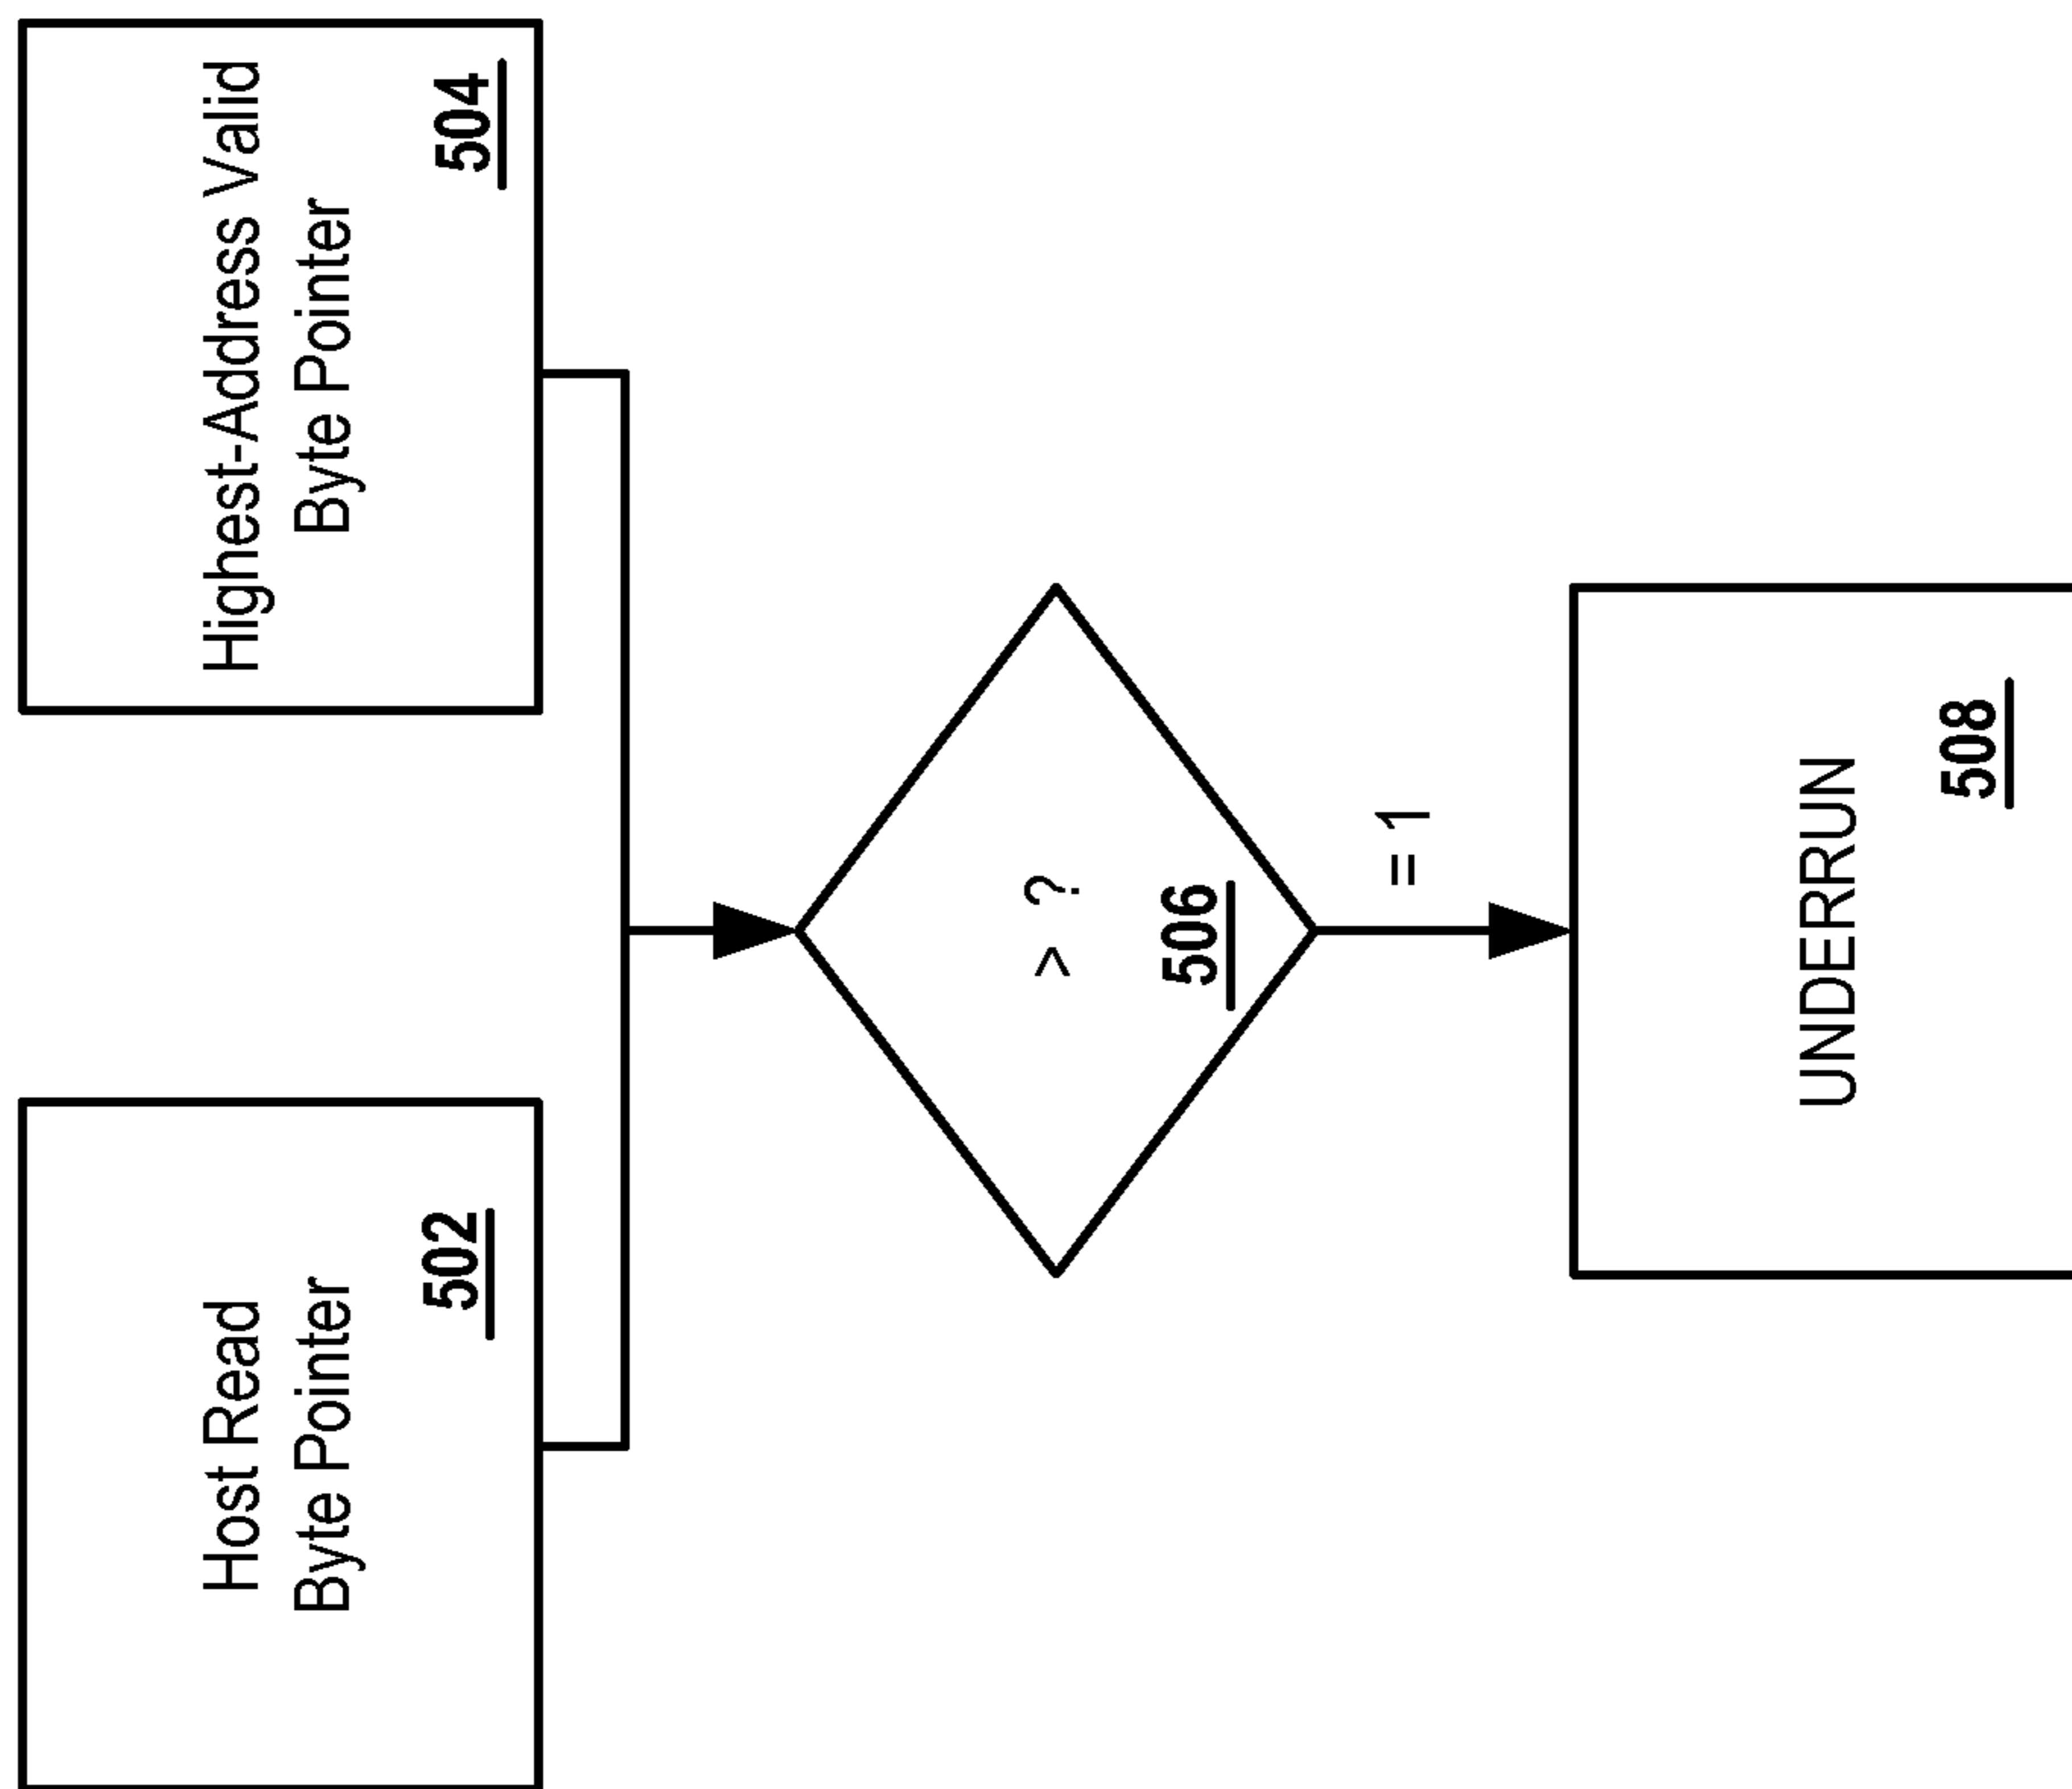 Host Read
Byte Pointer
502
Highest-Address Valid
Byte Pointer
504
> ?
506
= 1
UNDERRUN
508